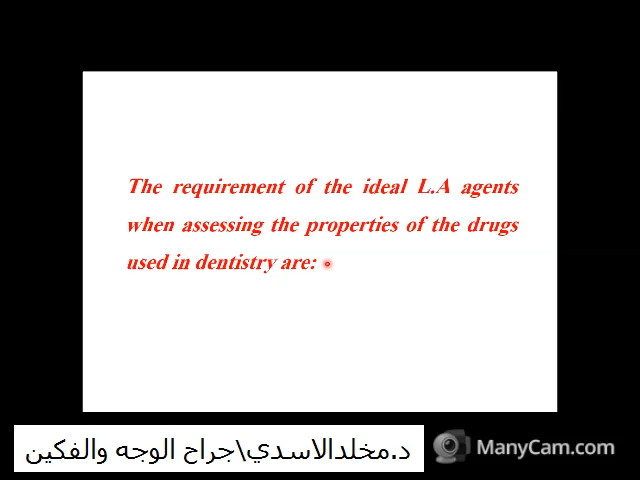 The requirement of the ideal L.A agents
when assessing the properties of the drugs
used in dentistry are:
د.مخلدالاسدي\جراح الوجه والفكين
ManyCam.com